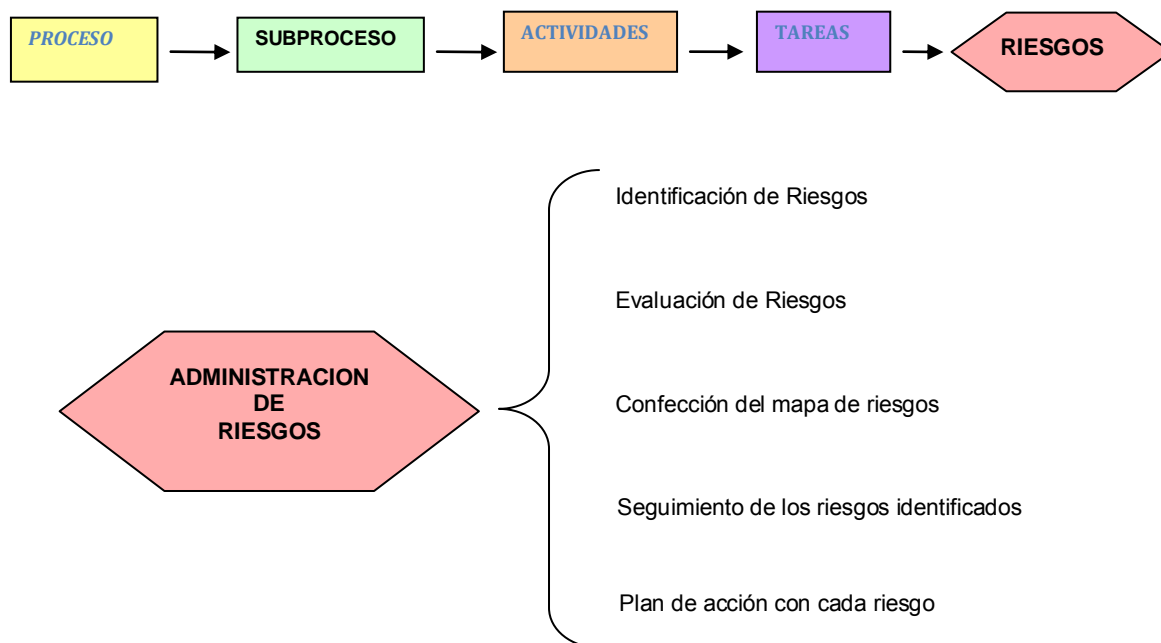 PROCESO
SUBPROCESO
ACTIVIDADES
TAREAS
RIESGOS
Identificación de Riesgos
Evaluación de Riesgos
ADMINISTRACION
DE
RIESGOS
Confección del mapa de riesgos
Seguimiento de los riesgos identificados
Plan de acción con cada riesgo